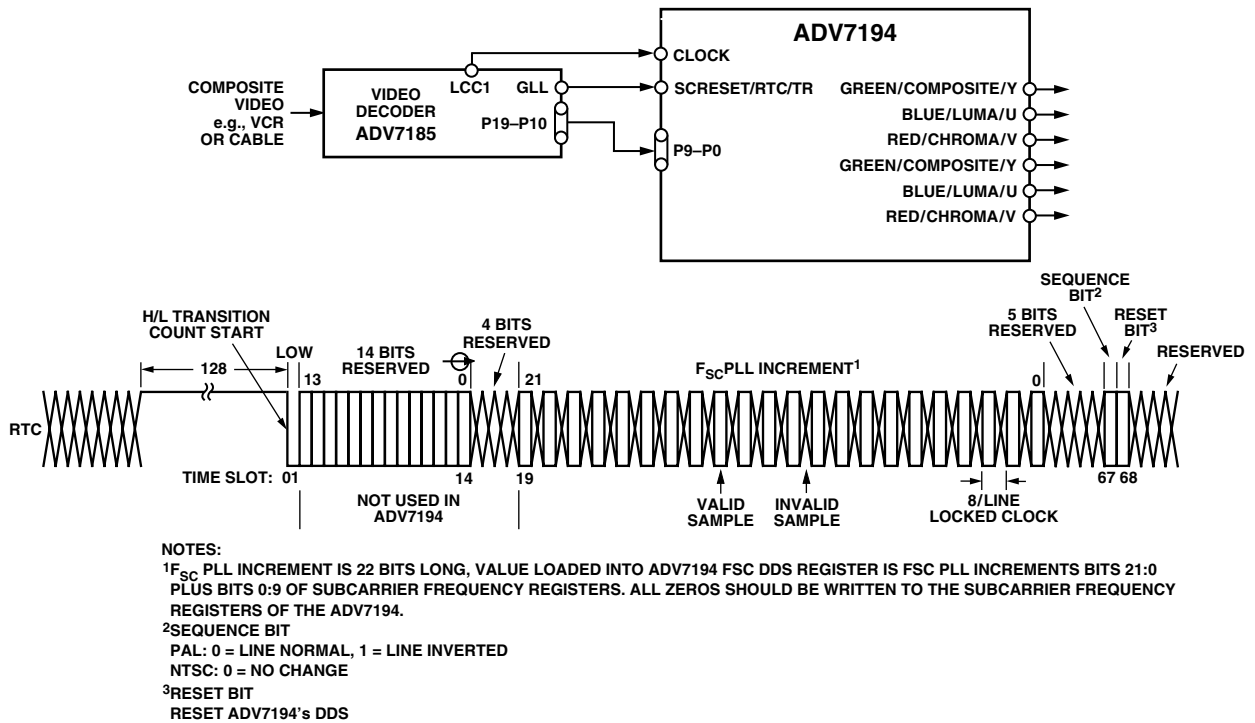 ADV7194
CLOCK
SCRESET/RTC/TR
P9–P0
GREEN/COMPOSITE/Y
BLUE/LUMA/U
RED/CHROMA/V
GREEN/COMPOSITE/Y
BLUE/LUMA/U
RED/CHROMA/V
COMPOSITE
VIDEO
e.g., VCR
OR CABLE
VIDEO
DECODER
ADV7185
LCC1
GLL
P19–P10
H/L TRANSITION
COUNT START
128
LOW
13
14 BITS
RESERVED
0
4 BITS
RESERVED
21
FSC PLL INCREMENT1
0
5 BITS
RESERVED
SEQUENCE
BIT2
RESET
BIT3
RESERVED
RTC
TIME SLOT: 01
14
19
67 68
NOT USED IN
ADV7194
VALID
SAMPLE
INVALID
SAMPLE
8/LINE
LOCKED CLOCK
NOTES:
1FSC PLL INCREMENT IS 22 BITS LONG, VALUE LOADED INTO ADV7194 FSC DDS REGISTER IS FSC PLL INCREMENTS BITS 21:0
PLUS BITS 0:9 OF SUBCARRIER FREQUENCY REGISTERS. ALL ZEROS SHOULD BE WRITTEN TO THE SUBCARRIER FREQUENCY
REGISTERS OF THE ADV7194.
2SEQUENCE BIT
PAL: 0 = LINE NORMAL, 1 = LINE INVERTED
NTSC: 0 = NO CHANGE
3RESET BIT
RESET ADV7194's DDS